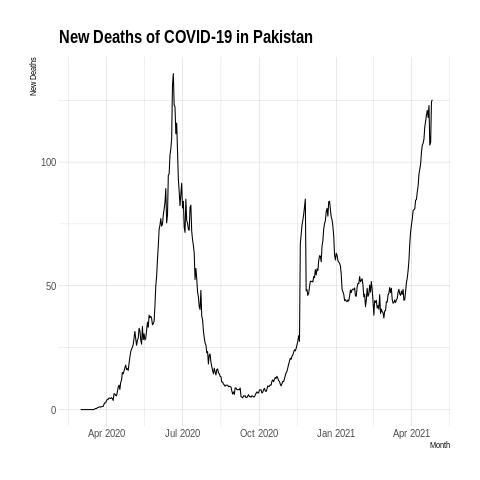 New Deaths of COVID-19 in Pakistan
New Deaths
100
50
0
Apr 2020 Jul 2020 Oct 2020 Jan 2021 Apr 2021
Month